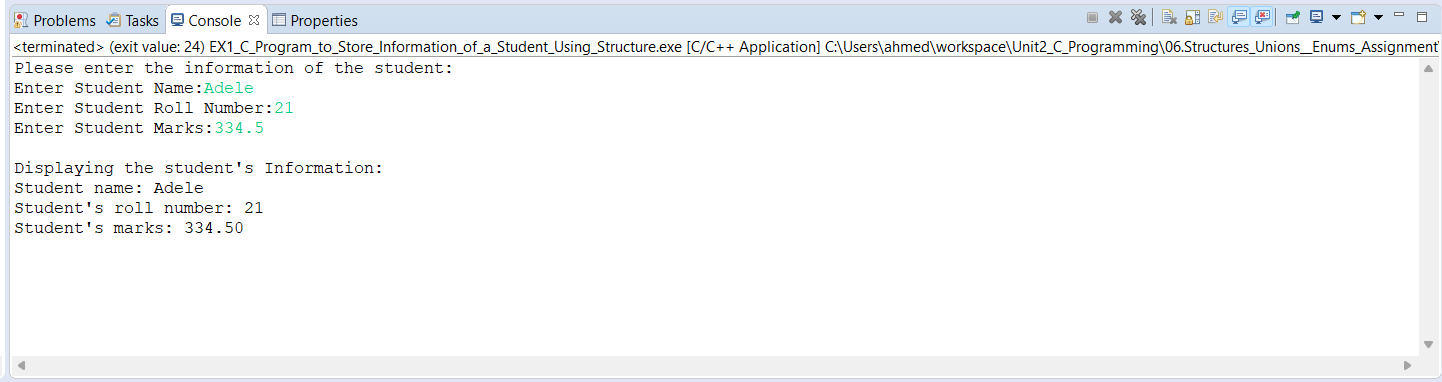 Problems Tasks Console Properties
<terminated> (exit value: 24) EX1_C_Program_to_Store_Information_of_a_Student_Using_Structure.exe [C/C++ Application] C:\Users\ahmed\workspace\Unit2_C_Programming\06.Structures_Unions__Enums_Assignment\
Please enter the information of the student:
Enter Student Name:Adele
Enter Student Roll Number:21
Enter Student Marks:334.5

Displaying the student's Information:
Student name: Adele
Student's roll number: 21
Student's marks: 334.50